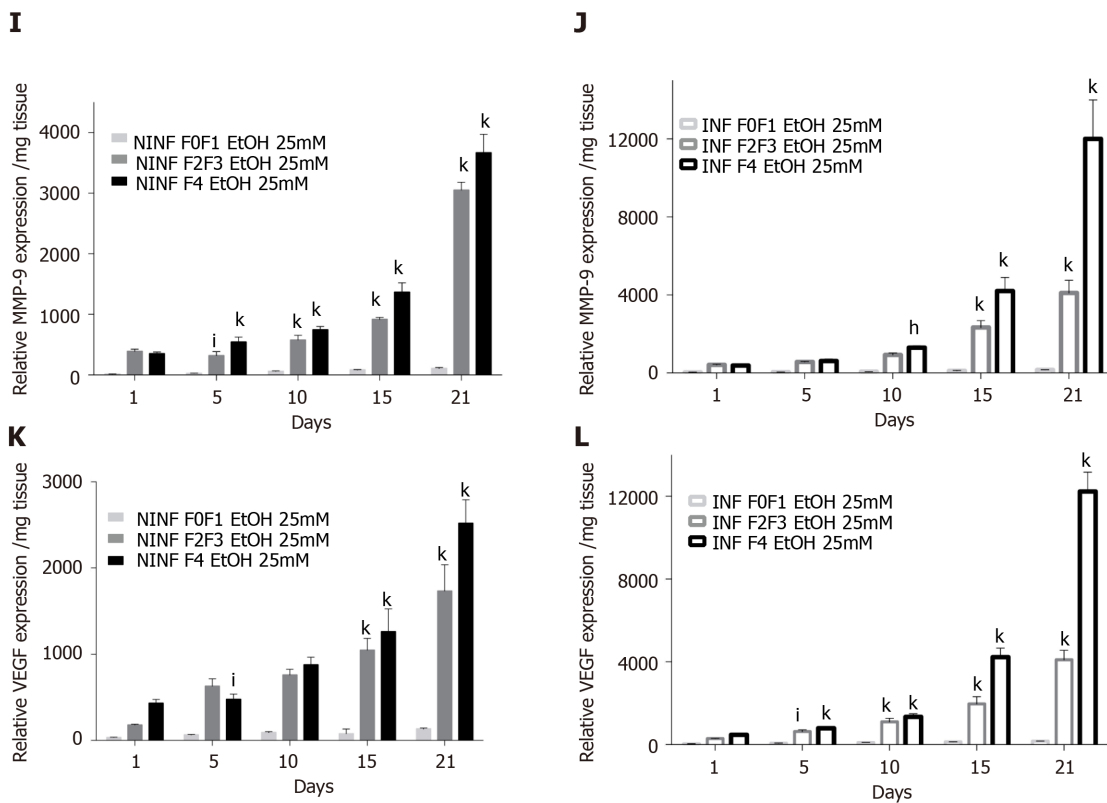 I
Relative MMP-9 expression /mg tissue
4000
3000
2000
1000
0
NINF F0F1 EtOH 25mM
NINF F2F3 EtOH 25mM
NINF F4 EtOH 25mM
i
k
k
k
k
k
k
k
1
5
10
15
21
Days
J
Relative MMP-9 expression /mg tissue
12000
8000
4000
0
INF F0F1 EtOH 25mM
INF F2F3 EtOH 25mM
INF F4 EtOH 25mM
h
k
k
k
k
1
5
10
15
21
Days
K
Relative VEGF expression /mg tissue
3000
2000
1000
0
NINF F0F1 EtOH 25mM
NINF F2F3 EtOH 25mM
NINF F4 EtOH 25mM
i
k
k
k
k
1
5
10
15
21
Days
L
Relative VEGF expression /mg tissue
12000
8000
4000
0
INF F0F1 EtOH 25mM
INF F2F3 EtOH 25mM
INF F4 EtOH 25mM
i
k
k
k
k
k
k
k
1
5
10
15
21
Days